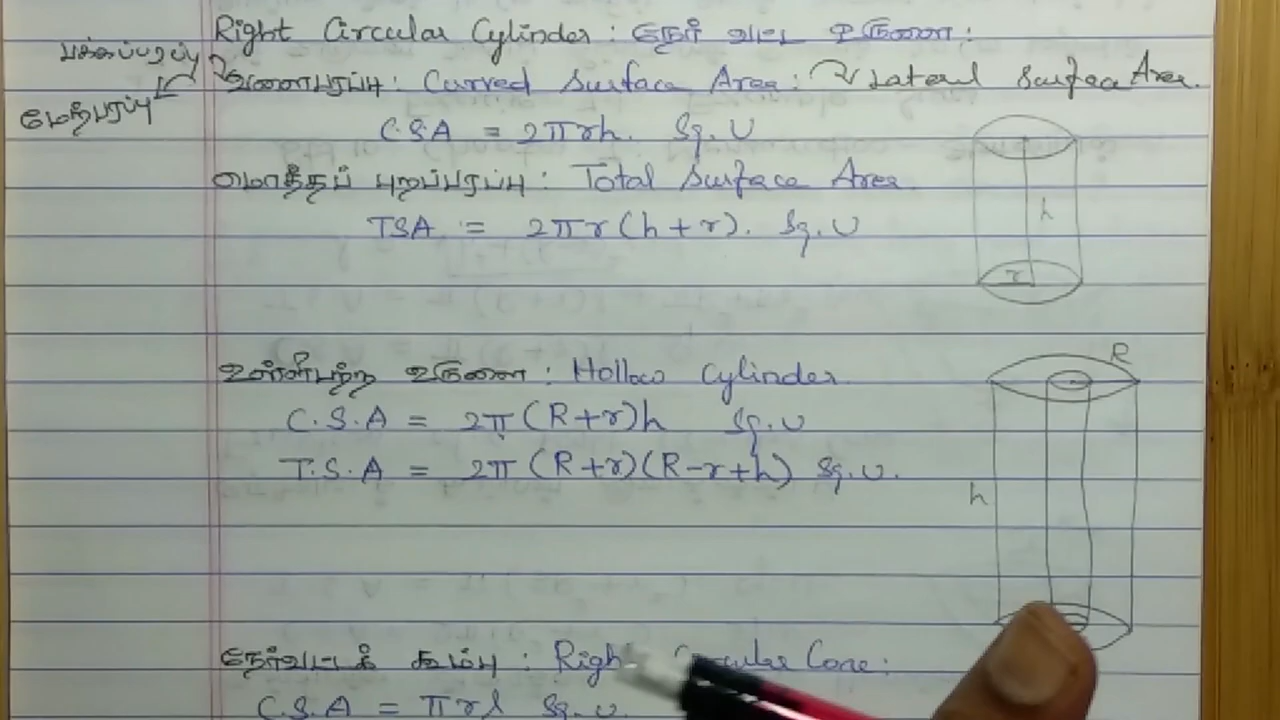 Right Circular Cylinder : நேர் வட்ட உருளை :
பக்கப்பரப்பு
வளைபரப்பு : Curved Surface Area : Lateral Surface Area.
மேற்பரப்பு
C.S.A = 2πrh. Sq. U
மொத்தப் புறப்பரப்பு : Total Surface Area
TSA = 2πr(h+r). Sq. U
h
r
உள்ளீடற்ற உருளை : Hollow Cylinder
R
C.S.A = 2π(R+r)h Sq. U
T.S.A = 2π(R+r)(R-r+h) Sq. U.
h
நேர்வட்டக் கூம்பு : Right Circular Cone:
C.S.A = πrl Sq. U.